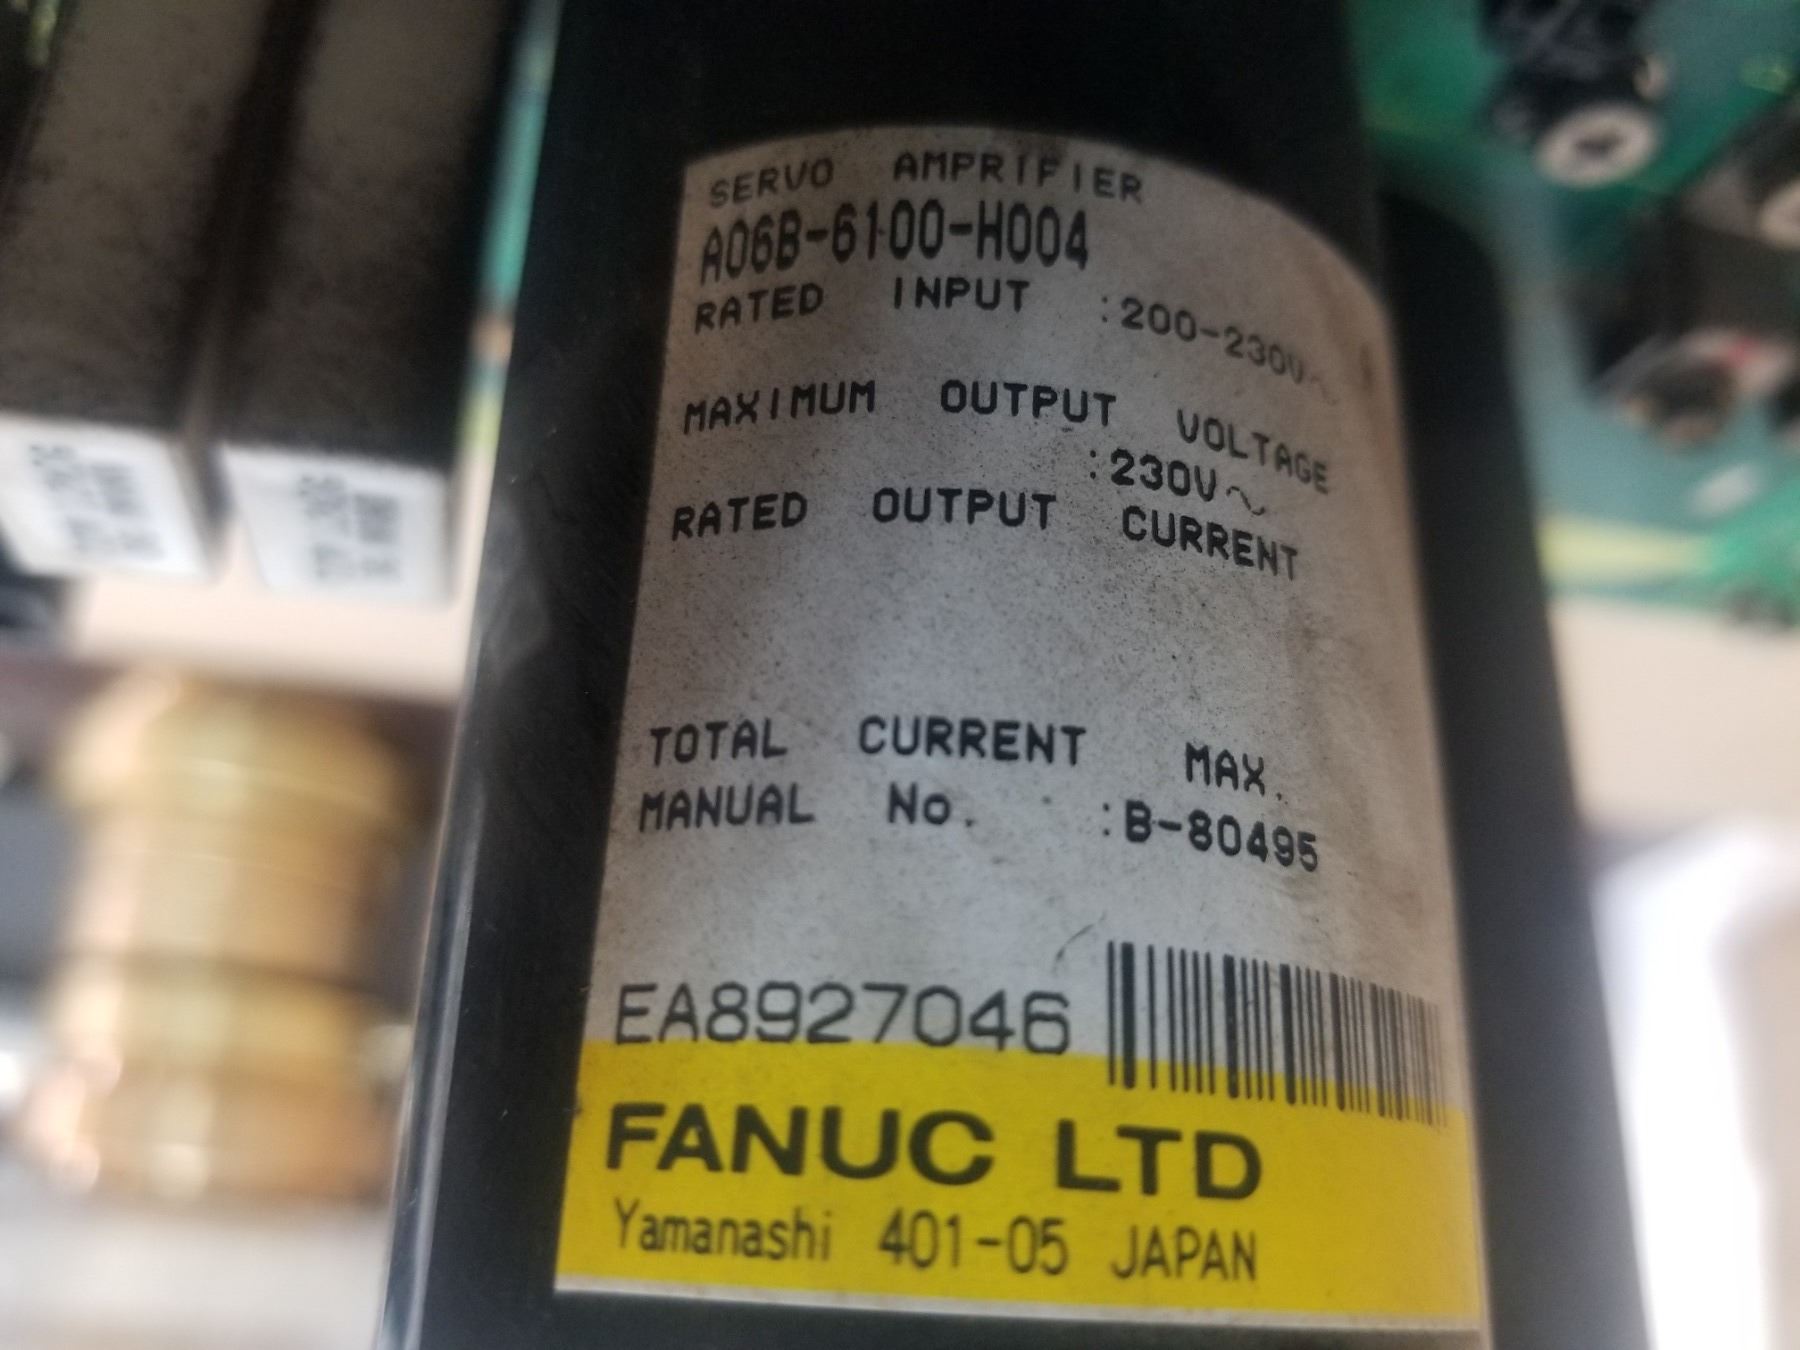 SERVO AMPRIFIER
A06B-6100-H004
RATED INPUT :200-230V~
MAXIMUM OUTPUT VOLTAGE
:230V~
RATED OUTPUT CURRENT
TOTAL CURRENT MAX.
MANUAL No. :B-80495
EA8927046
FANUC LTD
Yamanashi 401-05 JAPAN